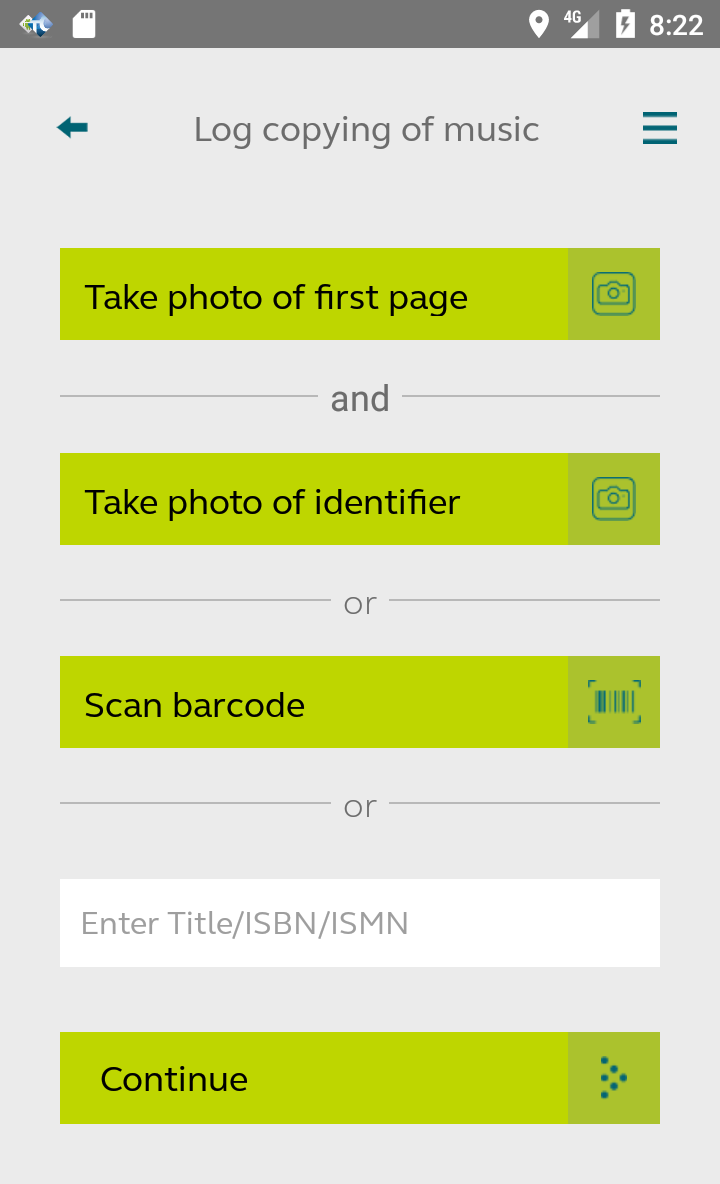 4G 8:22
Log copying of music
Take photo of first page
and
Take photo of identifier
or
Scan barcode
or
Enter Title/ISBN/ISMN
Continue